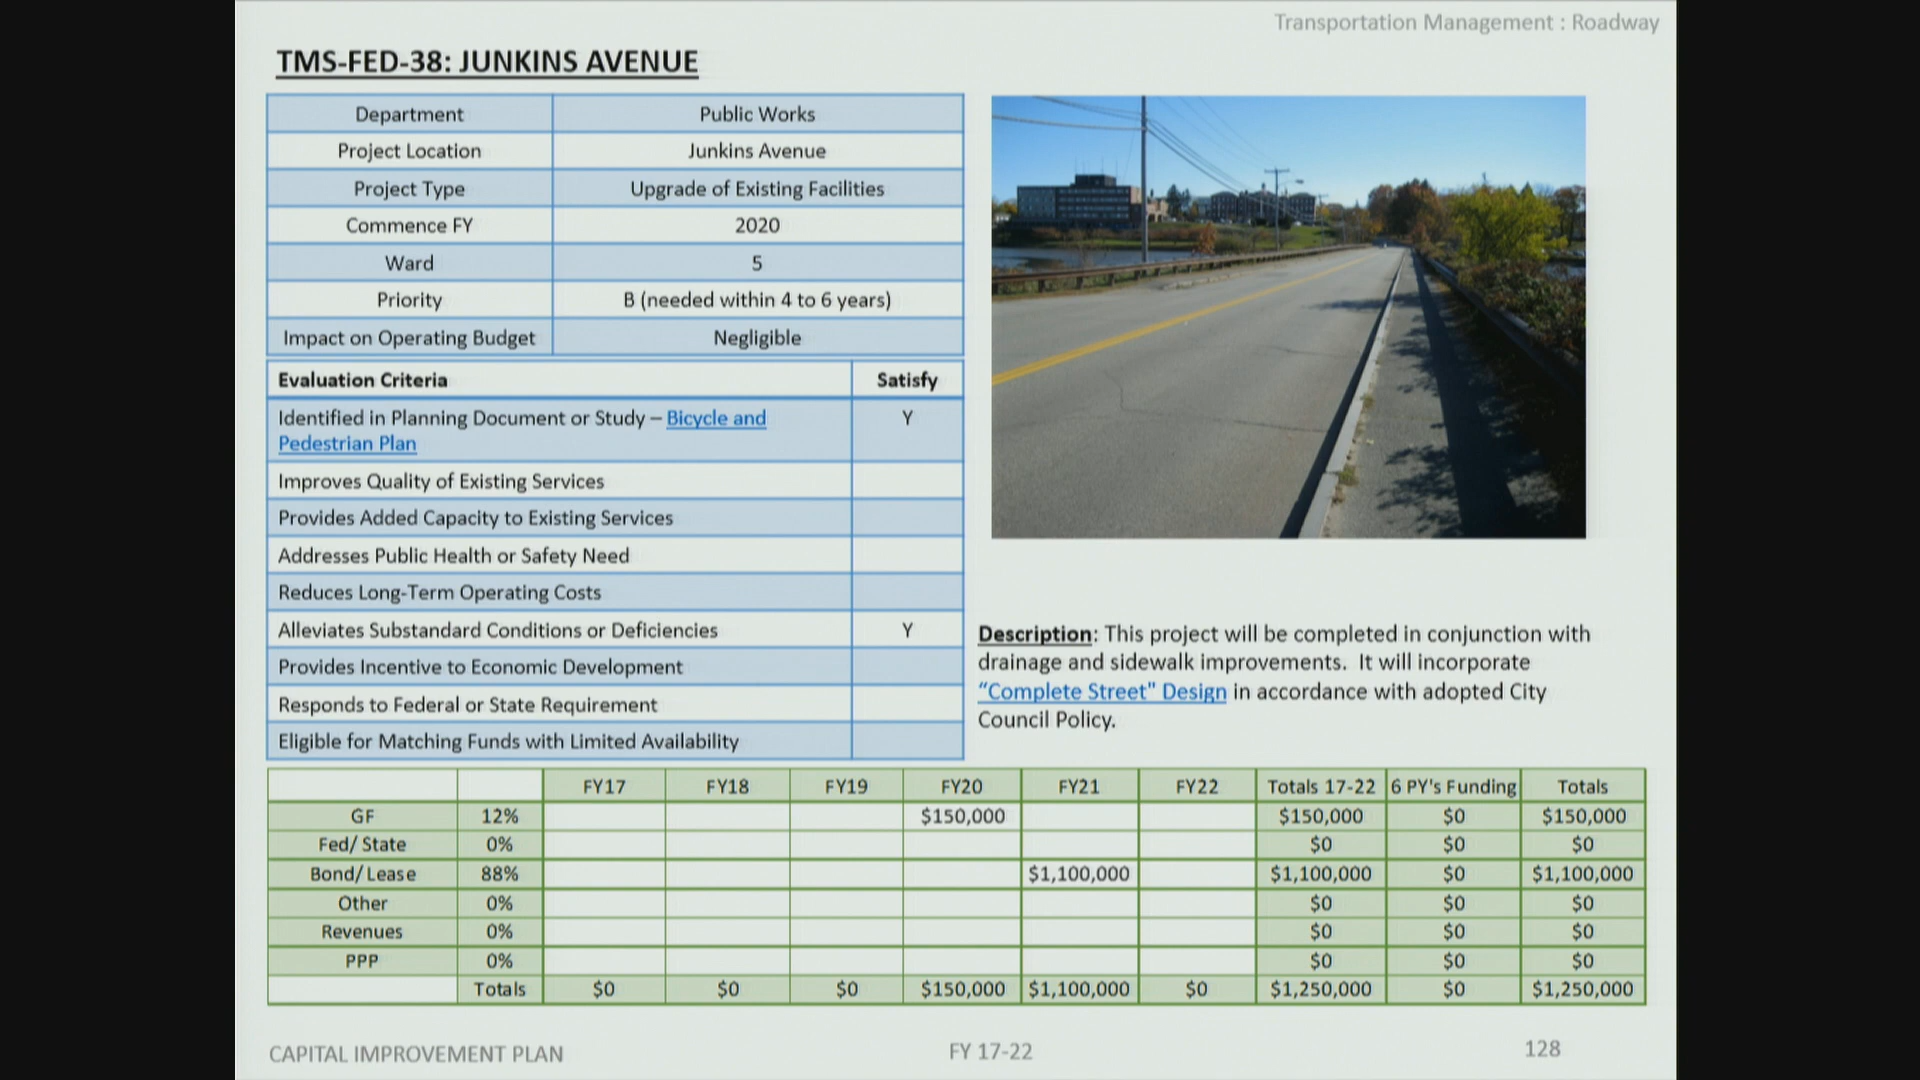 Transportation Management : Roadway
TMS-FED-38: JUNKINS AVENUE
Department Public Works
Project Location Junkins Avenue
Project Type Upgrade of Existing Facilities
Commence FY 2020
Ward 5
Priority B (needed within 4 to 6 years)
Impact on Operating Budget Negligible
Evaluation Criteria Satisfy
Identified in Planning Document or Study – Bicycle and Y
Pedestrian Plan
Improves Quality of Existing Services
Provides Added Capacity to Existing Services
Addresses Public Health or Safety Need
Reduces Long-Term Operating Costs
Alleviates Substandard Conditions or Deficiencies Y
Provides Incentive to Economic Development
Responds to Federal or State Requirement
Eligible for Matching Funds with Limited Availability
Description: This project will be completed in conjunction with
drainage and sidewalk improvements. It will incorporate
“Complete Street" Design in accordance with adopted City
Council Policy.
FY17 FY18 FY19 FY20 FY21 FY22 Totals 17-22 6 PY's Funding Totals
GF 12% $150,000 $150,000 $0 $150,000
Fed/ State 0% $0 $0 $0
Bond/ Lease 88% $1,100,000 $1,100,000 $0 $1,100,000
Other 0% $0 $0 $0
Revenues 0% $0 $0 $0
PPP 0% $0 $0 $0
Totals $0 $0 $0 $150,000 $1,100,000 $0 $1,250,000 $0 $1,250,000
CAPITAL IMPROVEMENT PLAN FY 17-22 128